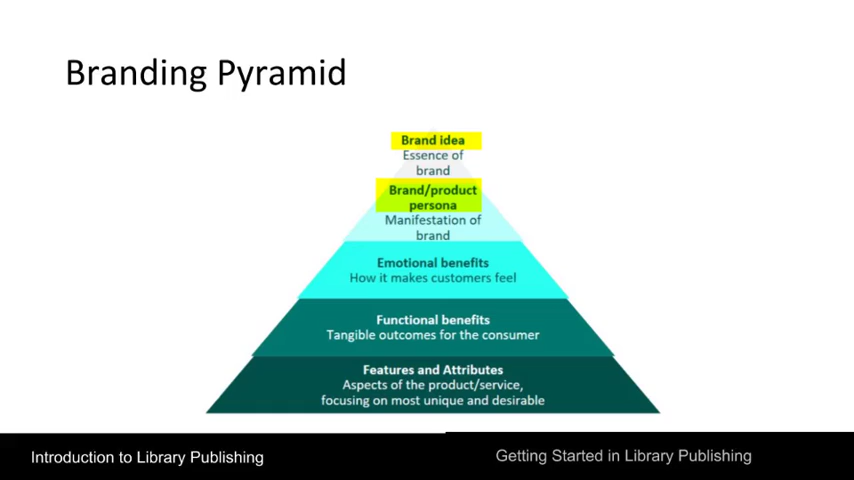 Branding Pyramid
Brand idea
Essence of
brand
Brand/product
persona
Manifestation of
brand
Emotional benefits
How it makes customers feel
Functional benefits
Tangible outcomes for the consumer
Features and Attributes
Aspects of the product/service,
focusing on most unique and desirable
Introduction to Library Publishing
Getting Started in Library Publishing